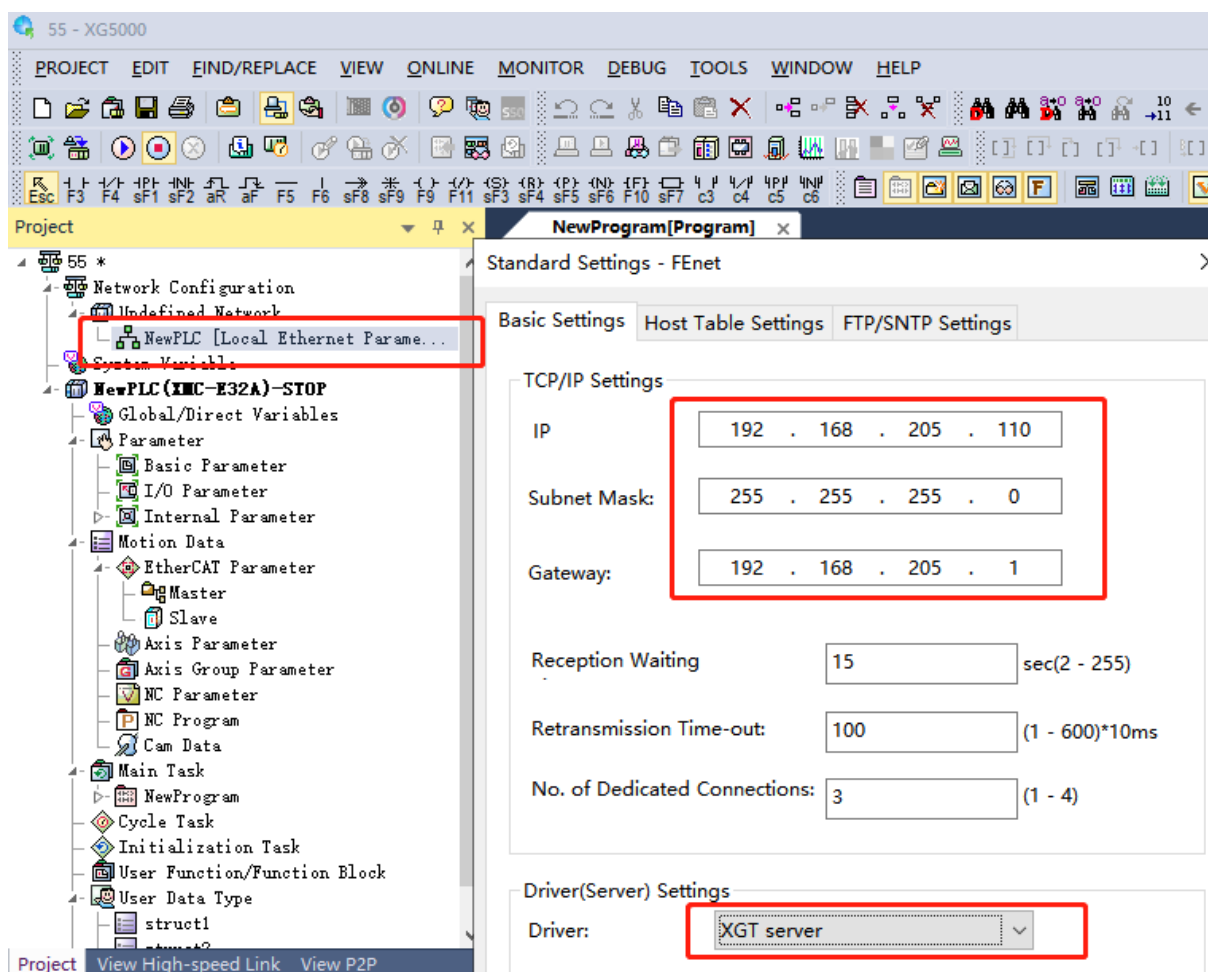 55 - XG5000
PROJECT EDIT FIND/REPLACE VIEW ONLINE MONITOR DEBUG TOOLS WINDOW HELP
Esc F3 F4 sF1 sF2 aR aF F5 F6 sF8 sF9 F9 F11 sF3 sF4 sF5 sF6 F10 sF7 c3 c4 c5 c6
Project
NewProgram[Program]
55 *
Network Configuration
Undefined Network
NewPLC [Local Ethernet Parame...
System Variable
NewPLC(XMC-E32A)-STOP
Global/Direct Variables
Parameter
Basic Parameter
I/O Parameter
Internal Parameter
Motion Data
EtherCAT Parameter
Master
Slave
Axis Parameter
Axis Group Parameter
NC Parameter
NC Program
Cam Data
Main Task
NewProgram
Cycle Task
Initialization Task
User Function/Function Block
User Data Type
struct1
Project View High-speed Link View P2P
Standard Settings - FEnet
Basic Settings Host Table Settings FTP/SNTP Settings
TCP/IP Settings
IP 192 . 168 . 205 . 110
Subnet Mask: 255 . 255 . 255 . 0
Gateway: 192 . 168 . 205 . 1
Reception Waiting 15 sec(2 - 255)
Retransmission Time-out: 100 (1 - 600)*10ms
No. of Dedicated Connections: 3 (1 - 4)
Driver(Server) Settings
Driver: XGT server